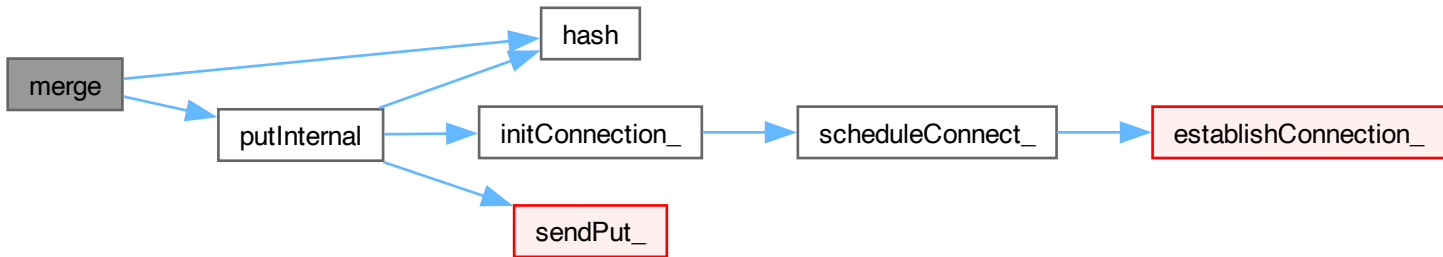 hash
merge
putInternal
initConnection_
scheduleConnect_
establishConnection_
sendPut_